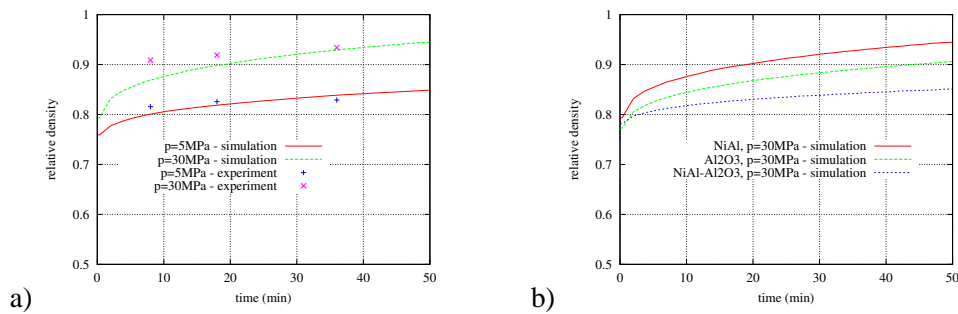 1
0.9
0.8
0.7
0.6
0.5
0 10 20 30 40 50
relative density
time (min)
p=5MPa - simulation
p=30MPa - simulation
p=5MPa - experiment
p=30MPa - experiment
a)
1
0.9
0.8
0.7
0.6
0.5
0 10 20 30 40 50
relative density
time (min)
NiAl, p=30MPa - simulation
Al2O3, p=30MPa - simulation
NiAl-Al2O3, p=30MPa - simulation
b)